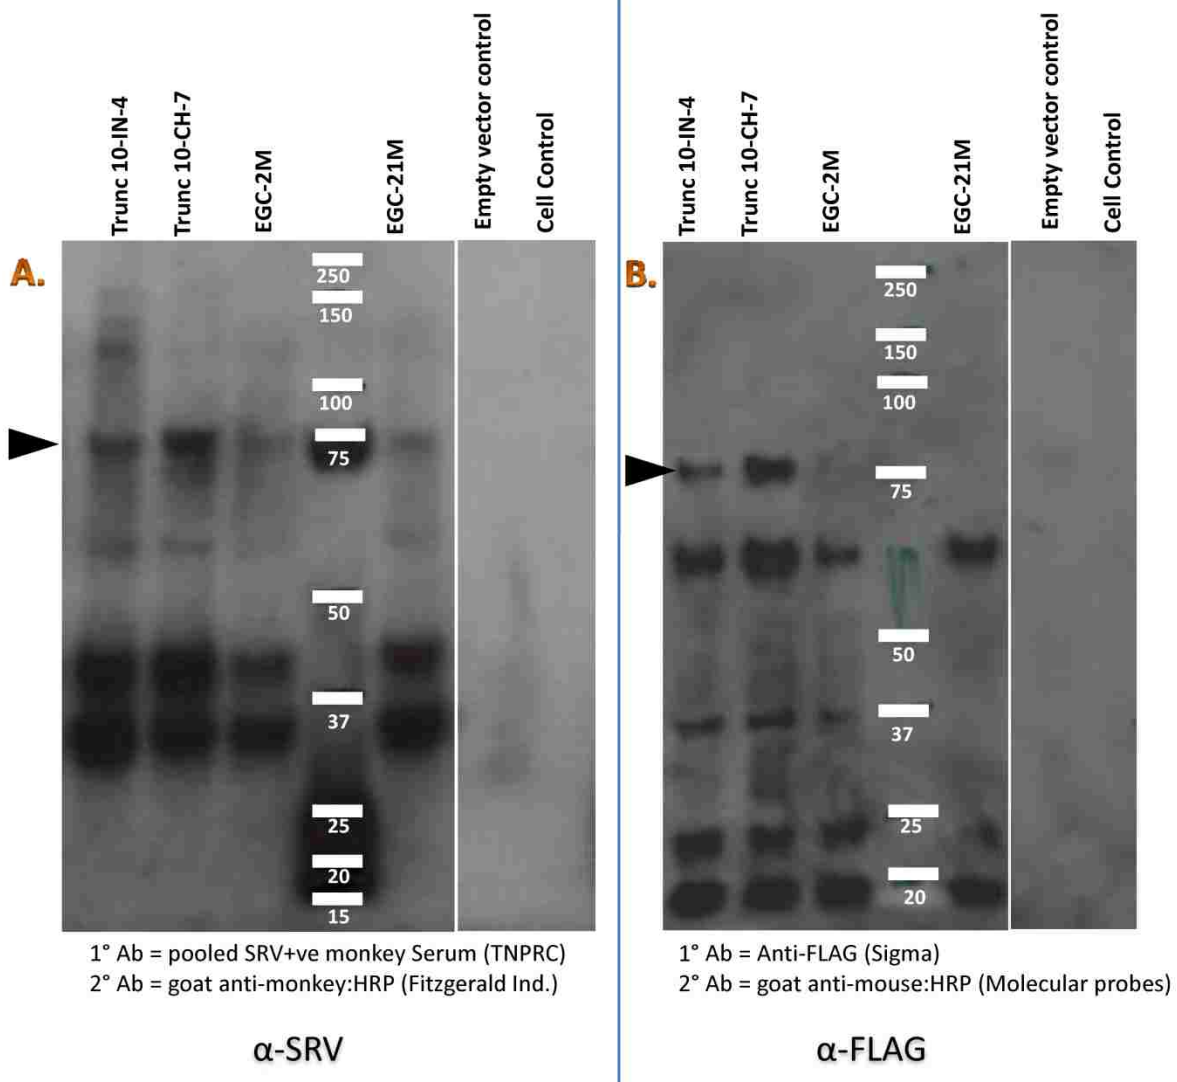 Trunc 10-IN-4
Trunc 10-CH-7
EGC-2M
EGC-21M
Empty vector control
Cell Control
A.
250
150
100
75
50
37
25
20
15
1° Ab = pooled SRV+ve monkey Serum (TNPRC)
2° Ab = goat anti-monkey:HRP (Fitzgerald Ind.)
α-SRV
Trunc 10-IN-4
Trunc 10-CH-7
EGC-2M
EGC-21M
Empty vector control
Cell Control
B.
250
150
100
75
50
37
25
20
1° Ab = Anti-FLAG (Sigma)
2° Ab = goat anti-mouse:HRP (Molecular probes)
α-FLAG